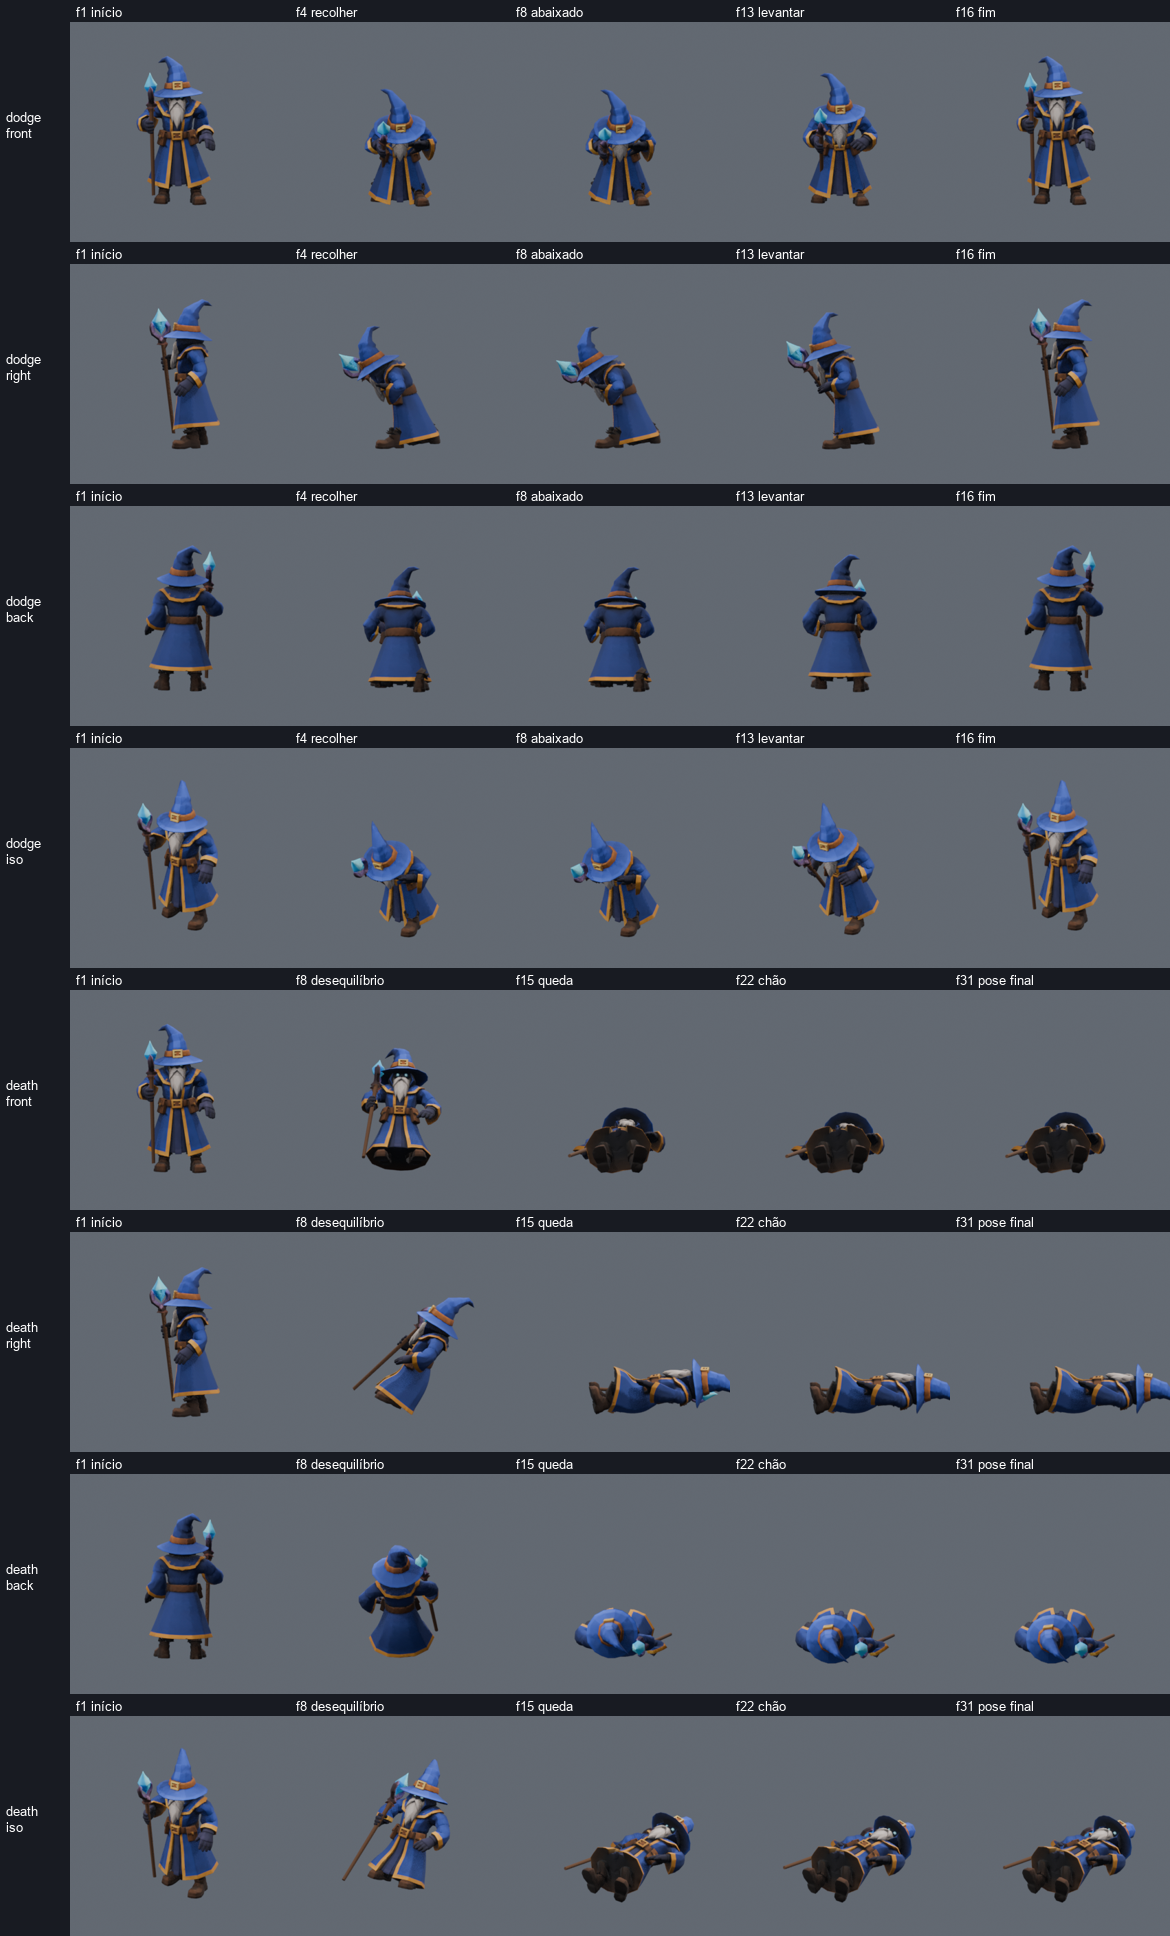 f1 início f4 recolher f8 abaixado f13 levantar f16 fim
dodge
front
f1 início f4 recolher f8 abaixado f13 levantar f16 fim
dodge
right
f1 início f4 recolher f8 abaixado f13 levantar f16 fim
dodge
back
f1 início f4 recolher f8 abaixado f13 levantar f16 fim
dodge
iso
f1 início f8 desequilíbrio f15 queda f22 chão f31 pose final
death
front
f1 início f8 desequilíbrio f15 queda f22 chão f31 pose final
death
right
f1 início f8 desequilíbrio f15 queda f22 chão f31 pose final
death
back
f1 início f8 desequilíbrio f15 queda f22 chão f31 pose final
death
iso